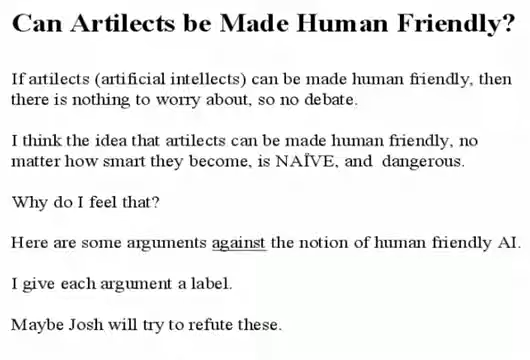 Can Artilects be Made Human Friendly?
If artilects (artificial intellects) can be made human friendly, then
there is nothing to worry about, so no debate.
I think the idea that artilects can be made human friendly, no
matter how smart they become, is NAÏVE, and dangerous.
Why do I feel that?
Here are some arguments against the notion of human friendly AI.
I give each argument a label.
Maybe Josh will try to refute these.